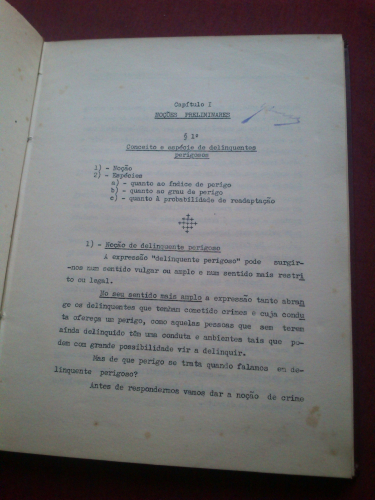 Capítulo I
NOÇÕES PRELIMINARES
§ 1º
Conceito e espécie de delinquentes
perigosos
1) - Noção
2) - Espécies
a) - quanto ao índice de perigo
b) - quanto ao grau de perigo
c) - quanto à probabilidade de readaptação
1) - Noção de delinquente perigoso
A expressão "delinquente perigoso" pode surgir-
-nos num sentido vulgar ou amplo e num sentido mais restri
to ou legal.
No seu sentido mais amplo a expressão tanto abran
ge os delinquentes que tenham cometido crimes e cuja condu
ta ofereça um perigo, como aquelas pessoas que sem terem
ainda delinquido têm uma conduta e ambientes tais que po-
dem com grande possibilidade vir a delinquir.
Mas de que perigo se trata quando falamos em de-
linquente perigoso?
Antes de respondermos vamos dar a noção de crime